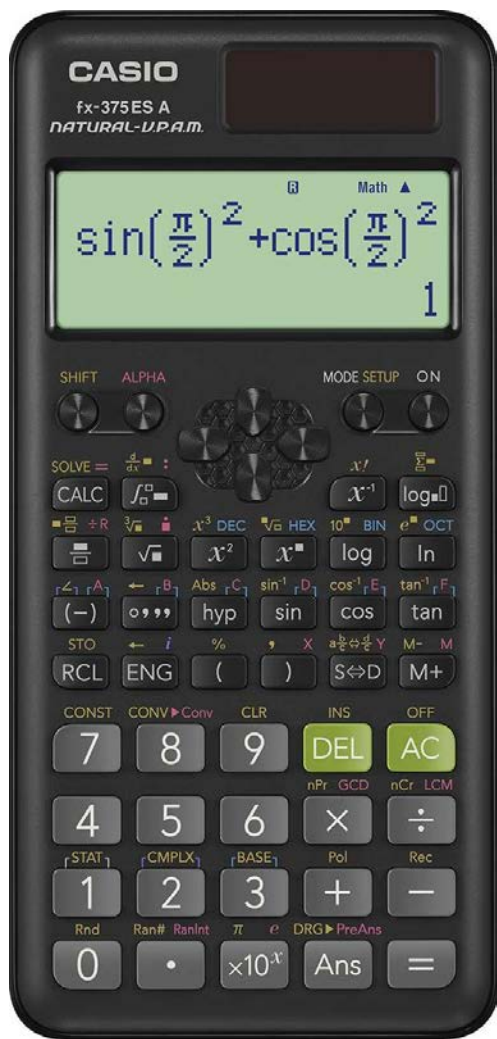 CASIO
fx-375ES A
NATURAL-V.P.A.M.
R Math ▲
sin(π/2)²+cos(π/2)²
1
SHIFT ALPHA MODE SETUP ON
SOLVE = d/dx■ : x! Σ■
CALC ∫■ x⁻¹ log■□
■ ÷R ³√■ x³ DEC ■√□ HEX 10■ BIN e■ OCT
√■ x² x■ log ln
∠ A ← B Abs C sin⁻¹ D cos⁻¹ E tan⁻¹ F
(−) °,,, hyp sin cos tan
STO ← i % , X a b/c⇔d/c Y M- M
RCL ENG ( ) S⇔D M+
CONST CONV▶Conv CLR INS OFF
7 8 9 DEL AC
nPr GCD nCr LCM
4 5 6 × ÷
STAT CMPLX BASE Pol Rec
1 2 3 + −
Rnd Ran# RanInt π e DRG▶PreAns
0 • ×10ˣ Ans =